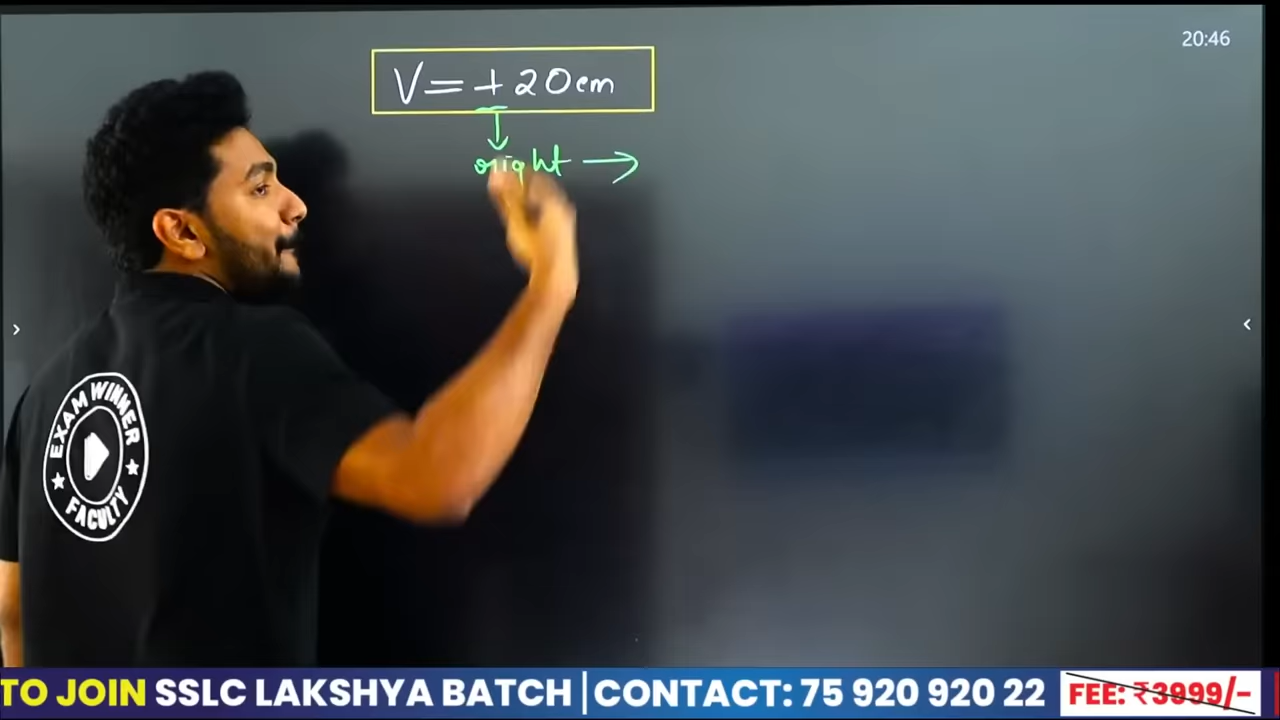 20:46
V = +20cm
right →
EXAM WINNER
FACULTY
TO JOIN SSLC LAKSHYA BATCH | CONTACT: 75 920 920 22 FEE: ₹3999/-